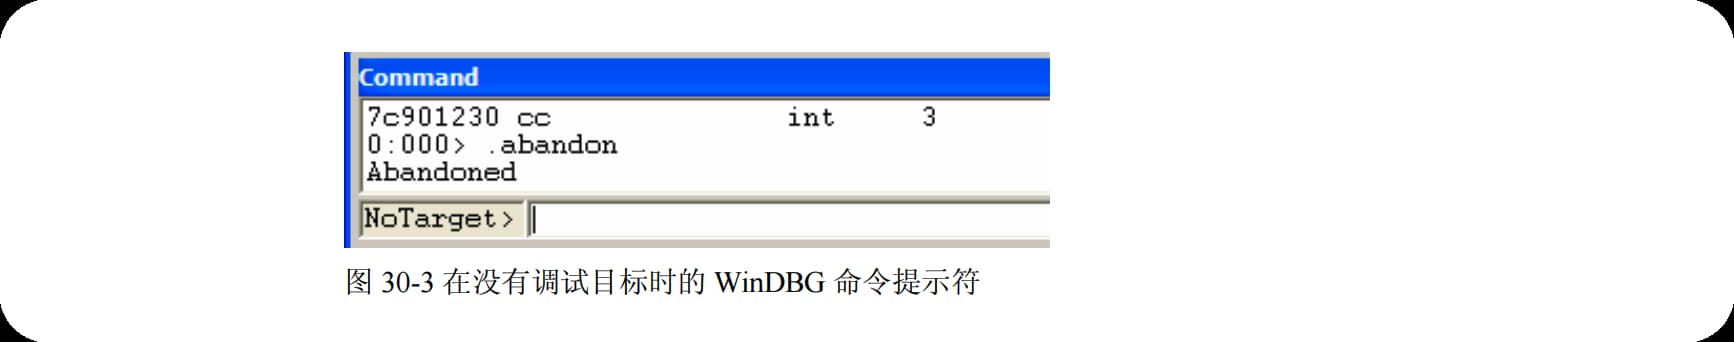 Command
7c901230 cc int 3
0:000> .abandon
Abandoned
NoTarget>
图 30-3 在没有调试目标时的 WinDBG 命令提示符